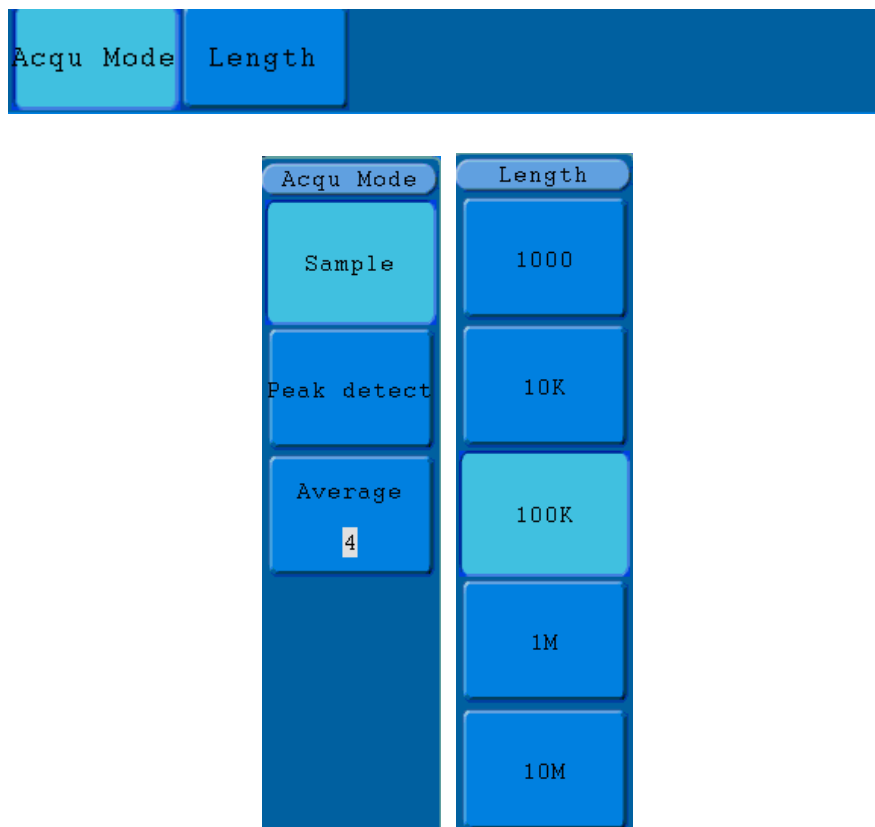 Acqu Mode Length
Acqu Mode
Sample
Peak detect
Average
4
Length
1000
10K
100K
1M
10M